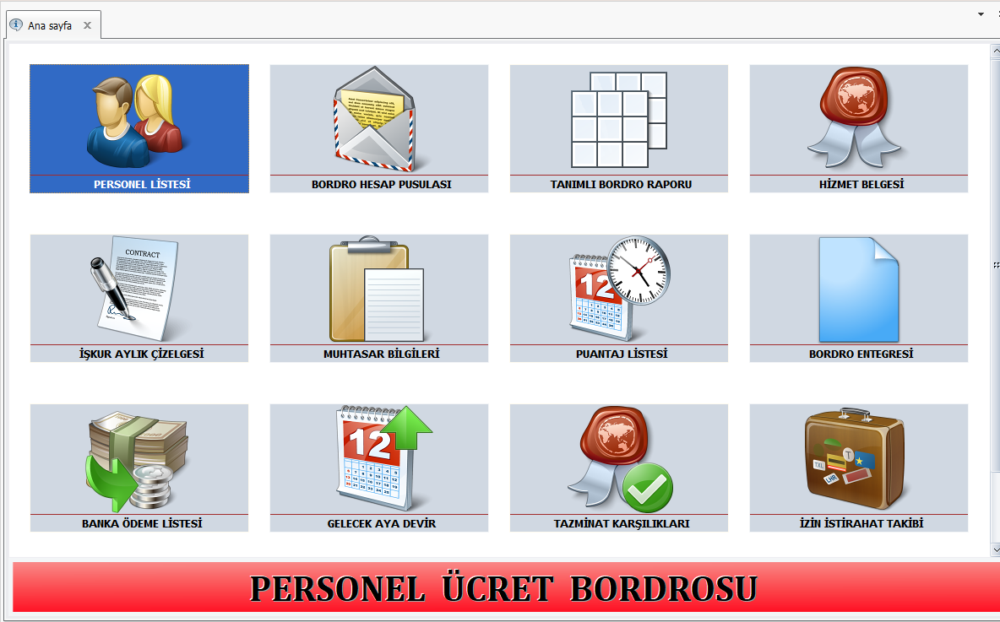 Ana sayfa
PERSONEL LİSTESİ
BORDRO HESAP PUSULASI
TANIMLI BORDRO RAPORU
HİZMET BELGESİ
CONTRACT
12
İŞKUR AYLIK ÇİZELGESİ
MUHTASAR BİLGİLERİ
PUANTAJ LİSTESİ
BORDRO ENTEGRESİ
12
TXL
T
LHR
BANKA ÖDEME LİSTESİ
GELECEK AYA DEVİR
TAZMİNAT KARŞILIKLARI
İZİN İSTİRAHAT TAKİBİ
PERSONEL ÜCRET BORDROSU